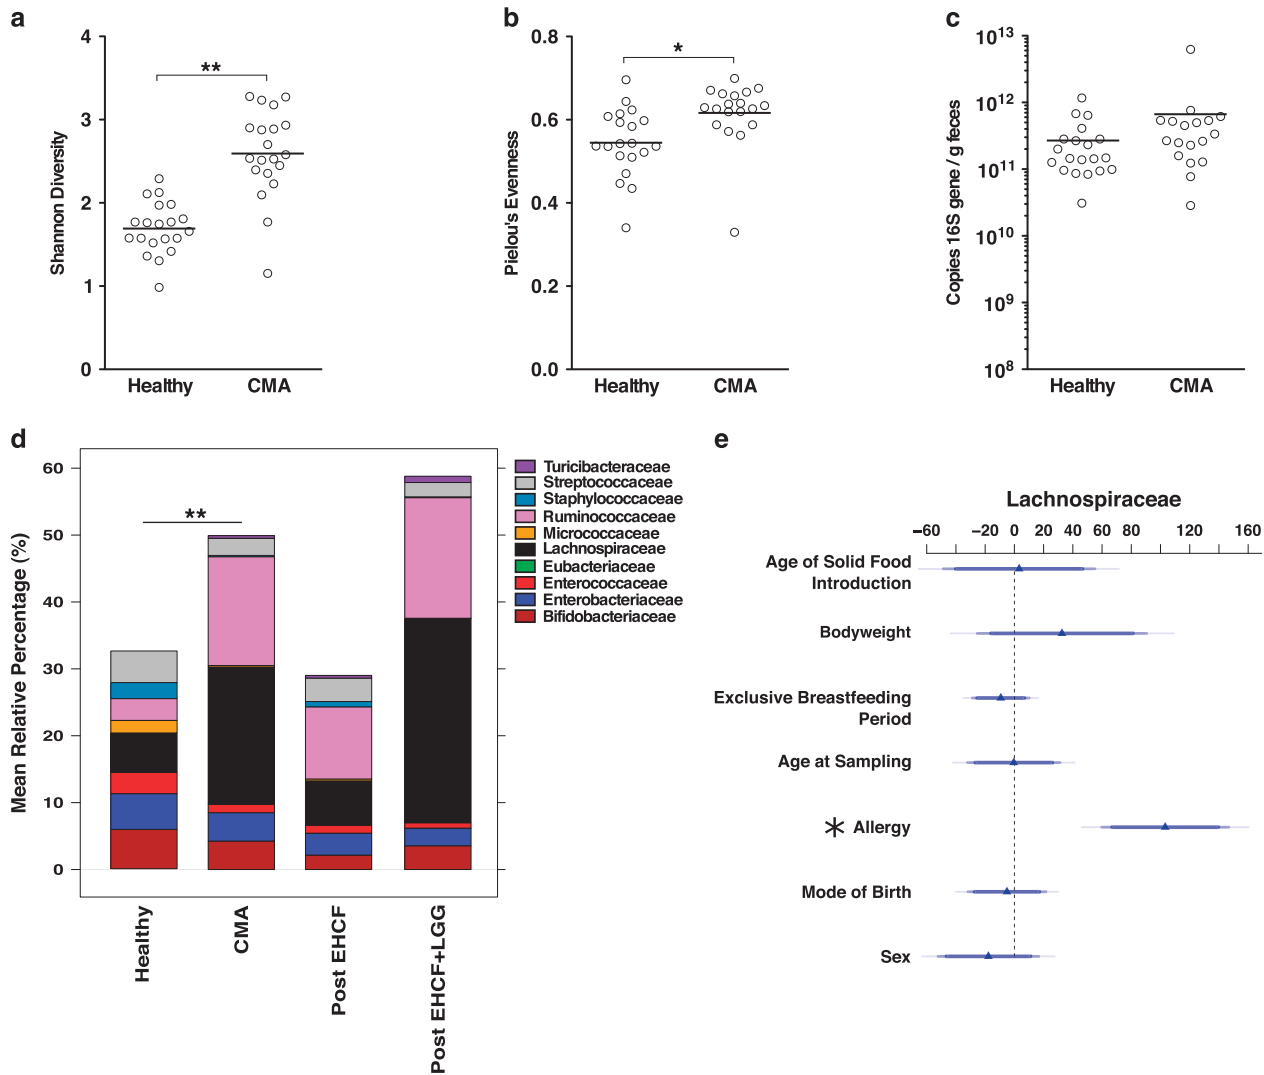 a
4
3
2
1
0
Shannon Diversity
**
Healthy
CMA
b
0.8
0.6
0.4
0.2
0.0
Pielou's Evenness
*
Healthy
CMA
c
10^13
10^12
10^11
10^10
10^9
10^8
Copies 16S gene / g feces
Healthy
CMA
d
60
50
40
30
20
10
0
Mean Relative Percentage (%)
**
Healthy
CMA
Post EHCF
Post EHCF+LGG
Turicibacteraceae
Streptococcaceae
Staphylococcaceae
Ruminococcaceae
Micrococcaceae
Lachnospiraceae
Eubacteriaceae
Enterococcaceae
Enterobacteriaceae
Bifidobacteriaceae
e
Lachnospiraceae
−60 −20 0 20 40 60 80 120 160
Age of Solid Food
Introduction
Bodyweight
Exclusive Breastfeeding
Period
Age at Sampling
* Allergy
Mode of Birth
Sex